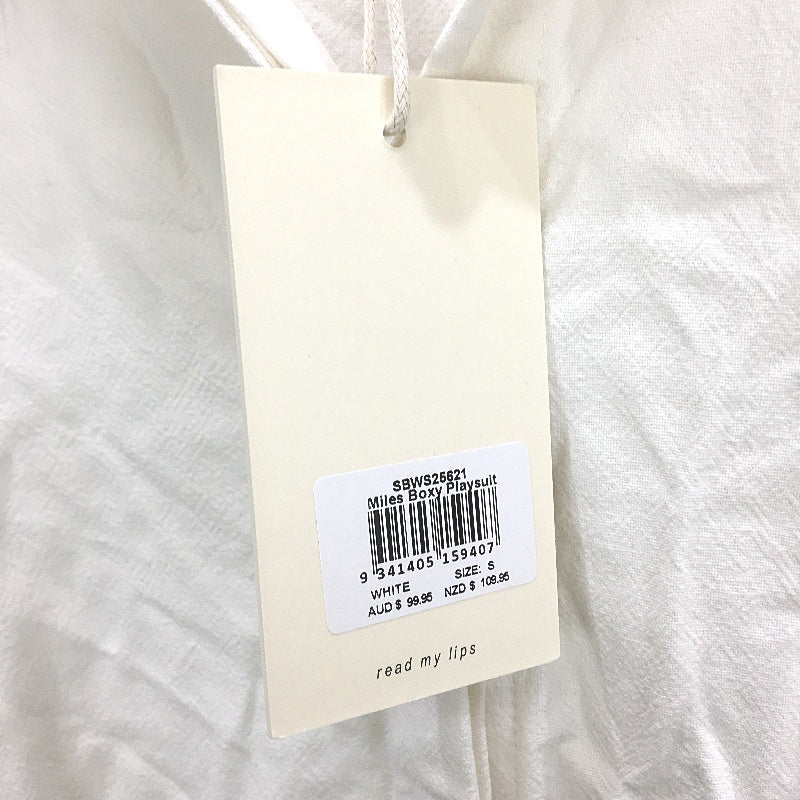 SBWS25621
Miles Boxy Playsuit
9 341405 159407
WHITE SIZE: S
AUD $ 99.95 NZD $ 109.95
read my lips